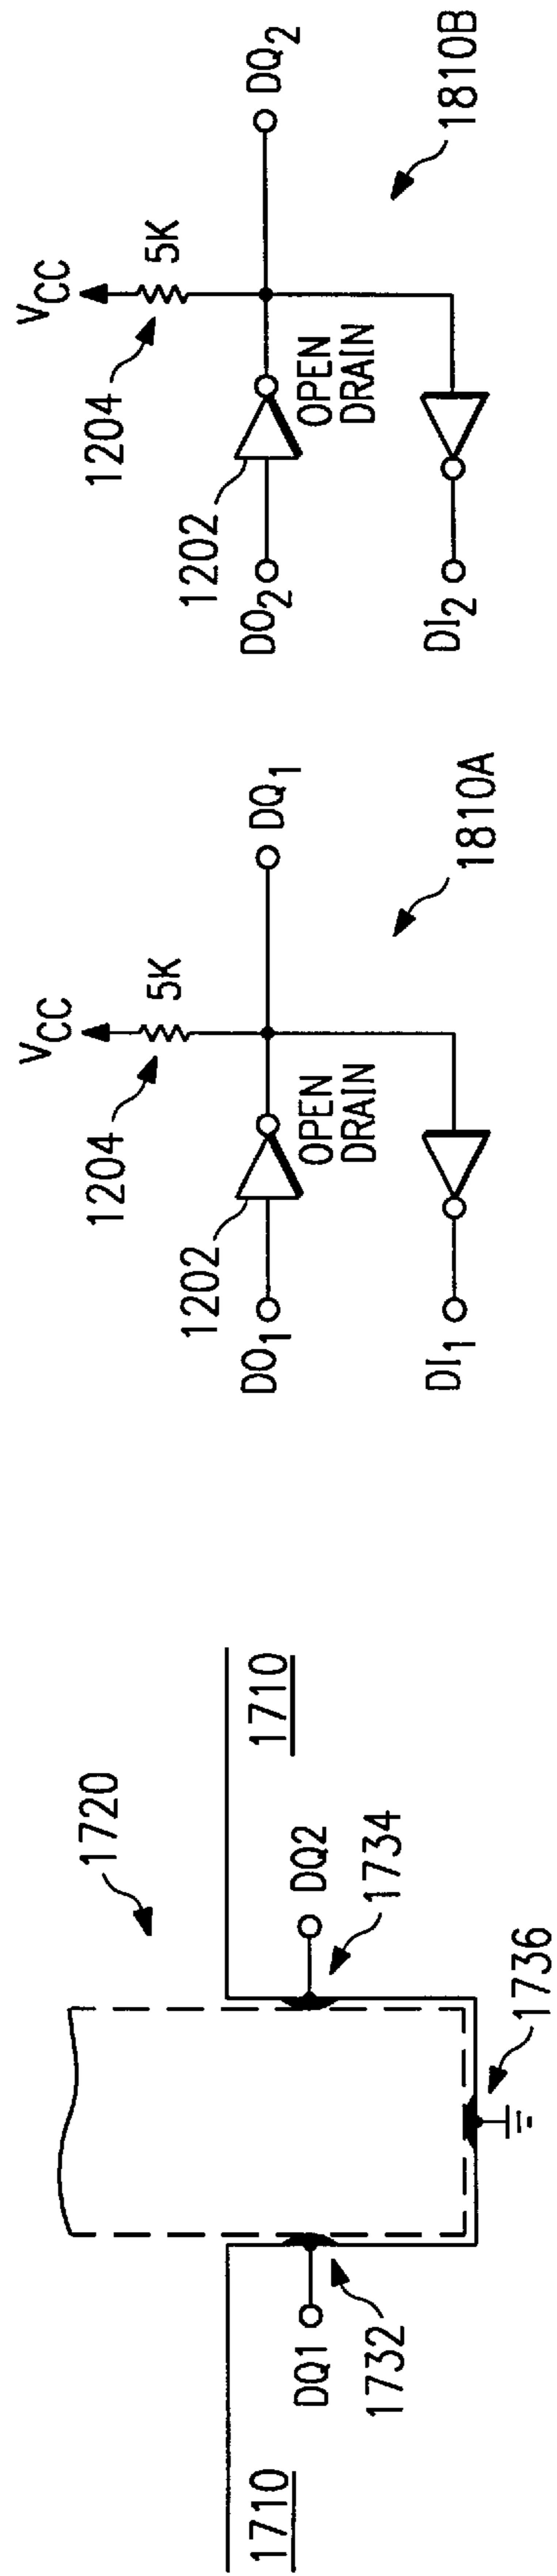 1710
1720
DQ1
1732
DQ2
1734
1736
1710
VCC
5K
1204
1202
DO1
OPEN
DRAIN
DQ1
DI1
1810A
VCC
5K
1204
1202
DO2
OPEN
DRAIN
DQ2
DI2
1810B